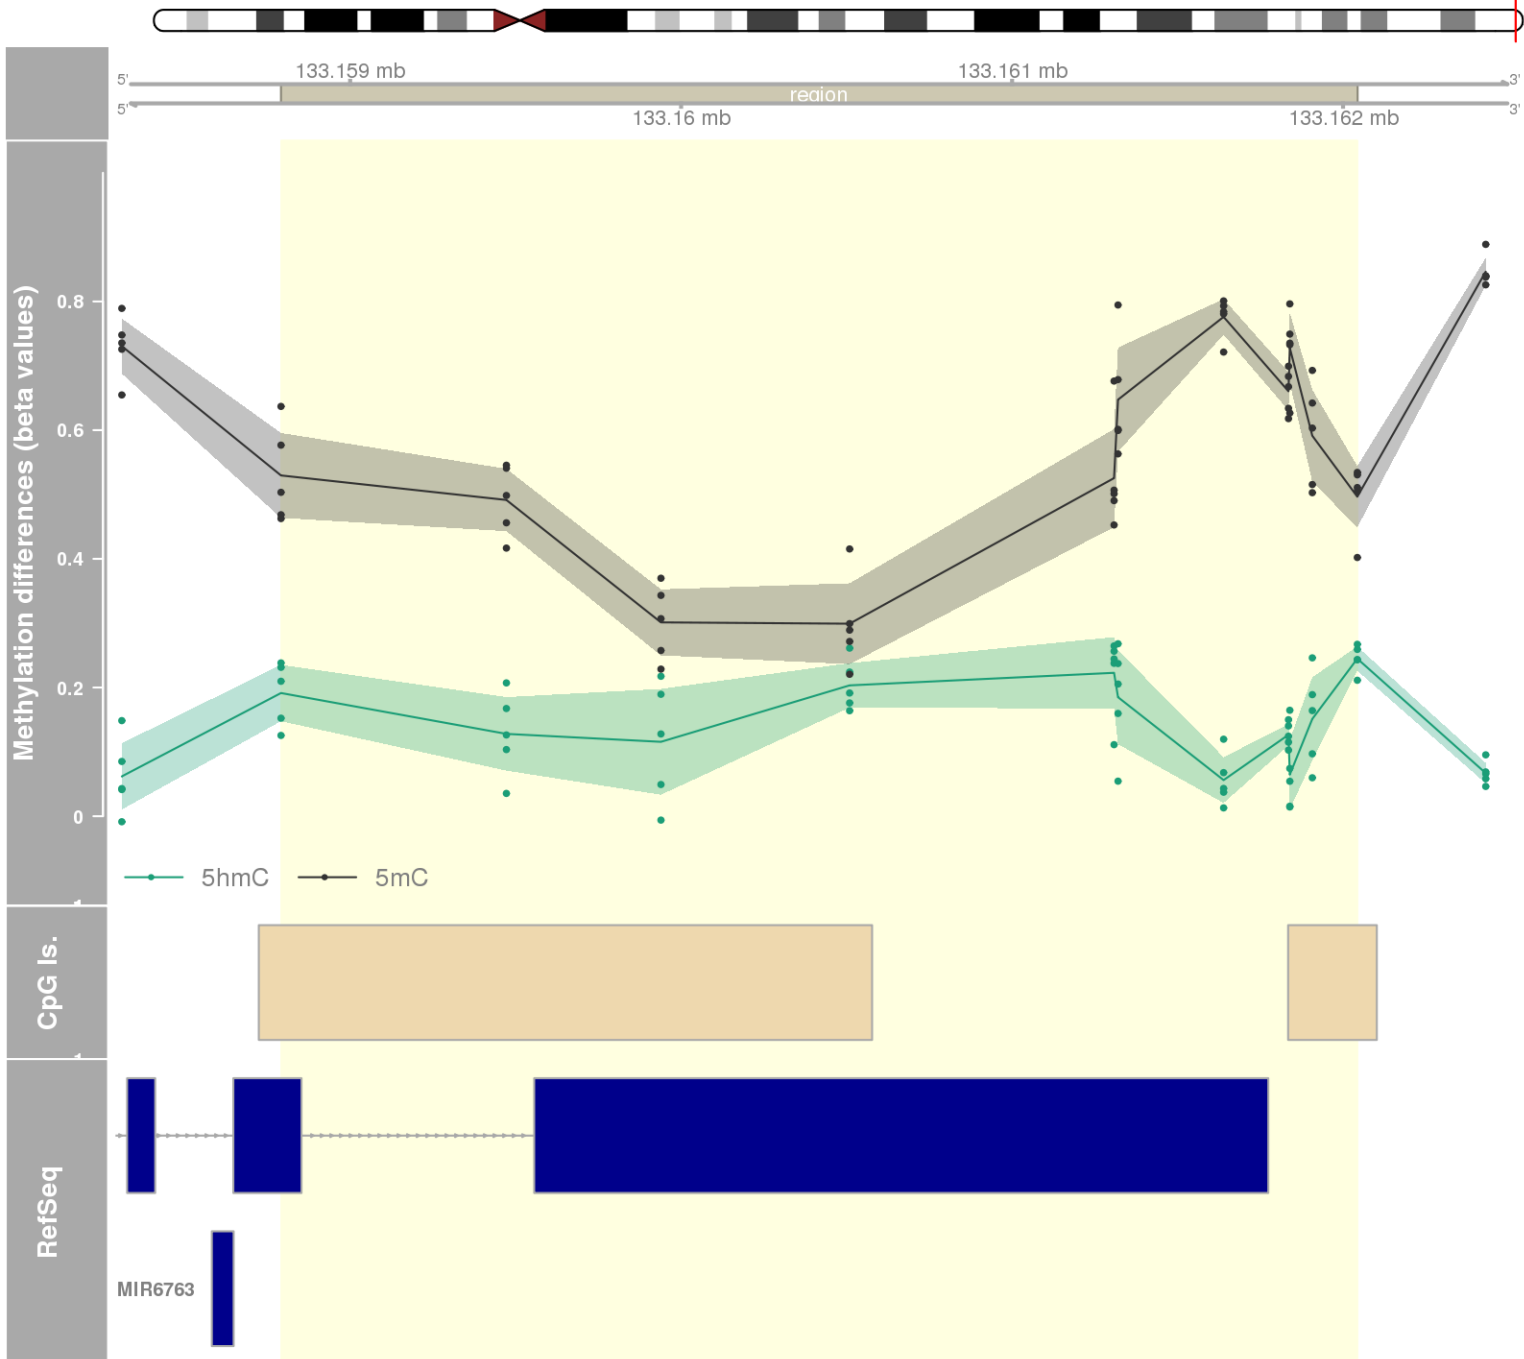 133.159 mb
133.161 mb
5'
3'
region
5'
3'
133.16 mb
133.162 mb
Methylation differences (beta values)
0.8
0.6
0.4
0.2
0
5hmC
5mC
CpG Is.
RefSeq
MIR6763